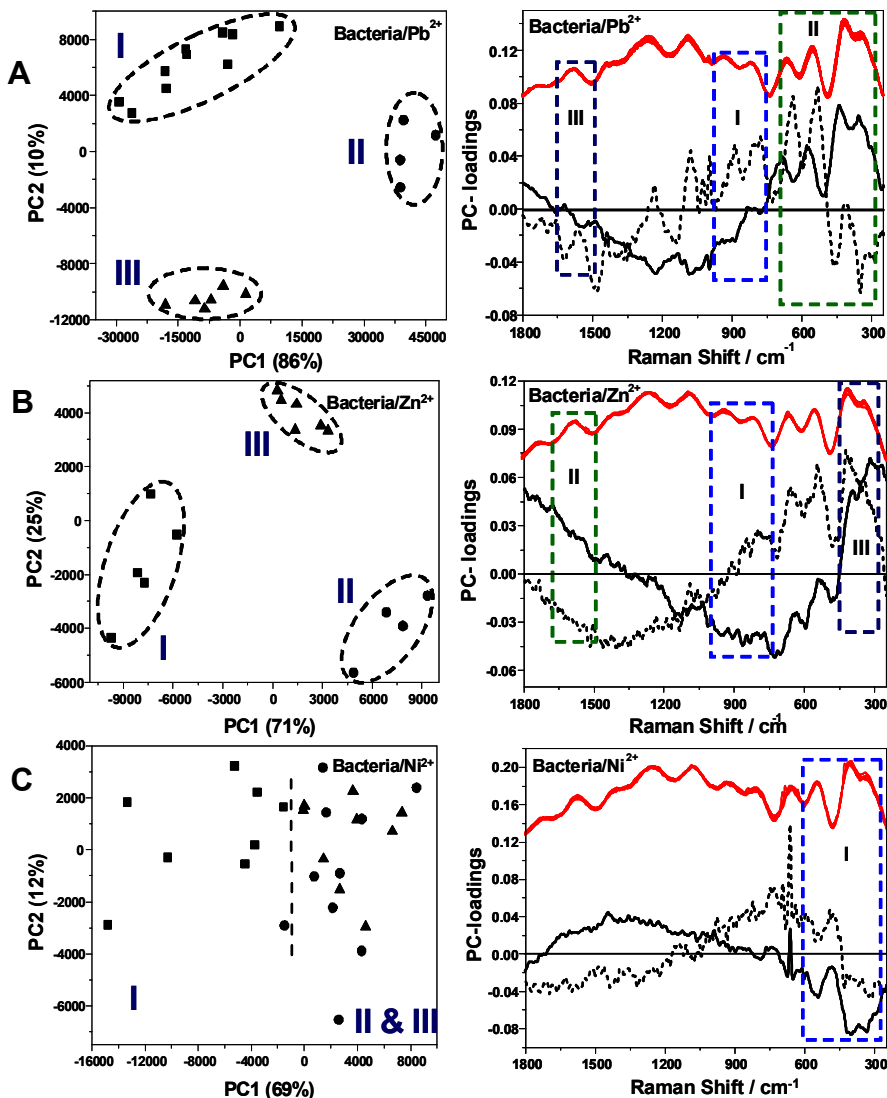 A
Bacteria/Pb2+
I
II
III
PC2 (10%)
8000
4000
0
-4000
-8000
-12000
-30000 -15000 0 15000 30000 45000
PC1 (86%)
Bacteria/Pb2+
II
I
III
PC- loadings
0.12
0.08
0.04
0.00
-0.04
1800 1500 1200 900 600 300
Raman Shift / cm-1
B
Bacteria/Zn2+
III
II
I
PC2 (25%)
4000
2000
0
-2000
-4000
-6000
-9000 -6000 -3000 0 3000 6000 9000
PC1 (71%)
Bacteria/Zn2+
II
I
III
PC- loadings
0.12
0.09
0.06
0.03
0.00
-0.03
-0.06
1800 1500 1200 900 600 300
Raman Shift / cm-1
C
Bacteria/Ni2+
I
II & III
PC2 (12%)
4000
2000
0
-2000
-4000
-6000
-16000 -12000 -8000 -4000 0 4000 8000
PC1 (69%)
Bacteria/Ni2+
I
PC-loadings
0.20
0.16
0.12
0.08
0.04
0.00
-0.04
-0.08
1800 1500 1200 900 600 300
Raman Shift / cm-1